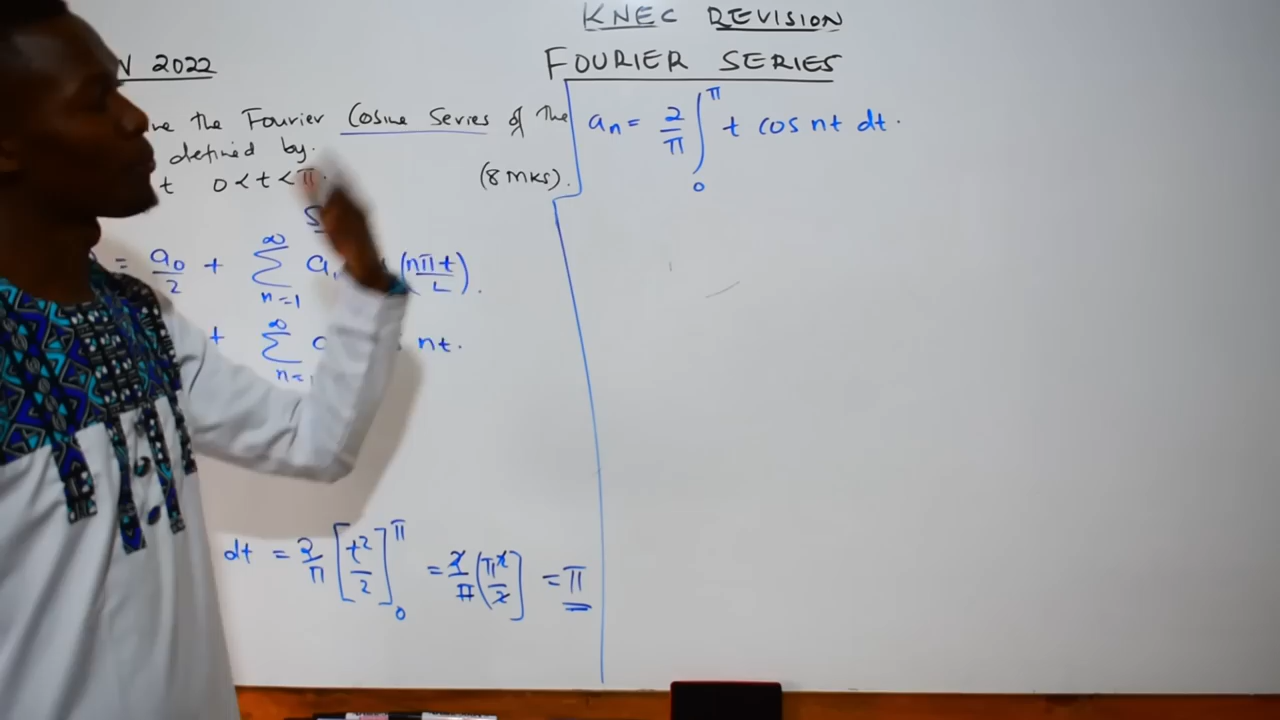 KNEC REVISION
FOURIER SERIES
N 2022
the Fourier Cosine Series of the
defined by.
t 0 < t < π. (8 mks).
= a0/2 + ∑ n=1 ∞ a (nπt/L).
+ ∑ n=1 ∞ nt.
dt = 2/π [t²/2] 0 π = 2/π (π²/2] = π
an = 2/π ∫ 0 π t cos nt dt.